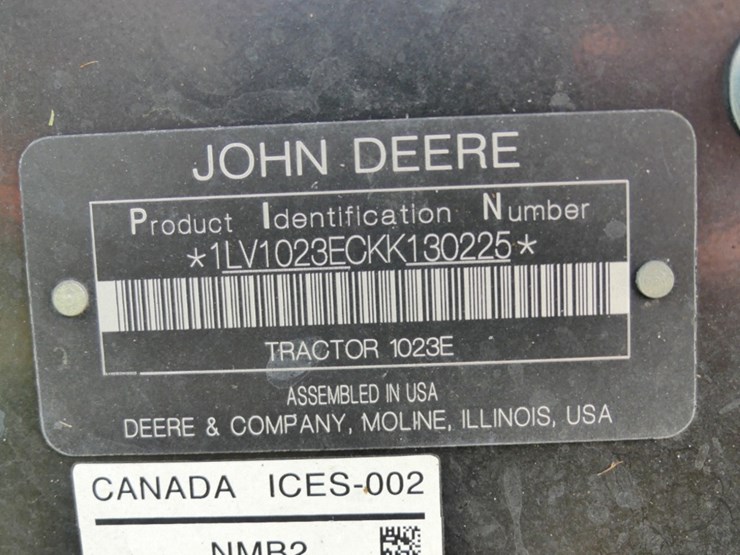 JOHN DEERE
Product Identification Number
*1LV1023ECKK130225*
TRACTOR 1023E
ASSEMBLED IN USA
DEERE & COMPANY, MOLINE, ILLINOIS, USA
CANADA ICES-002
NMB2